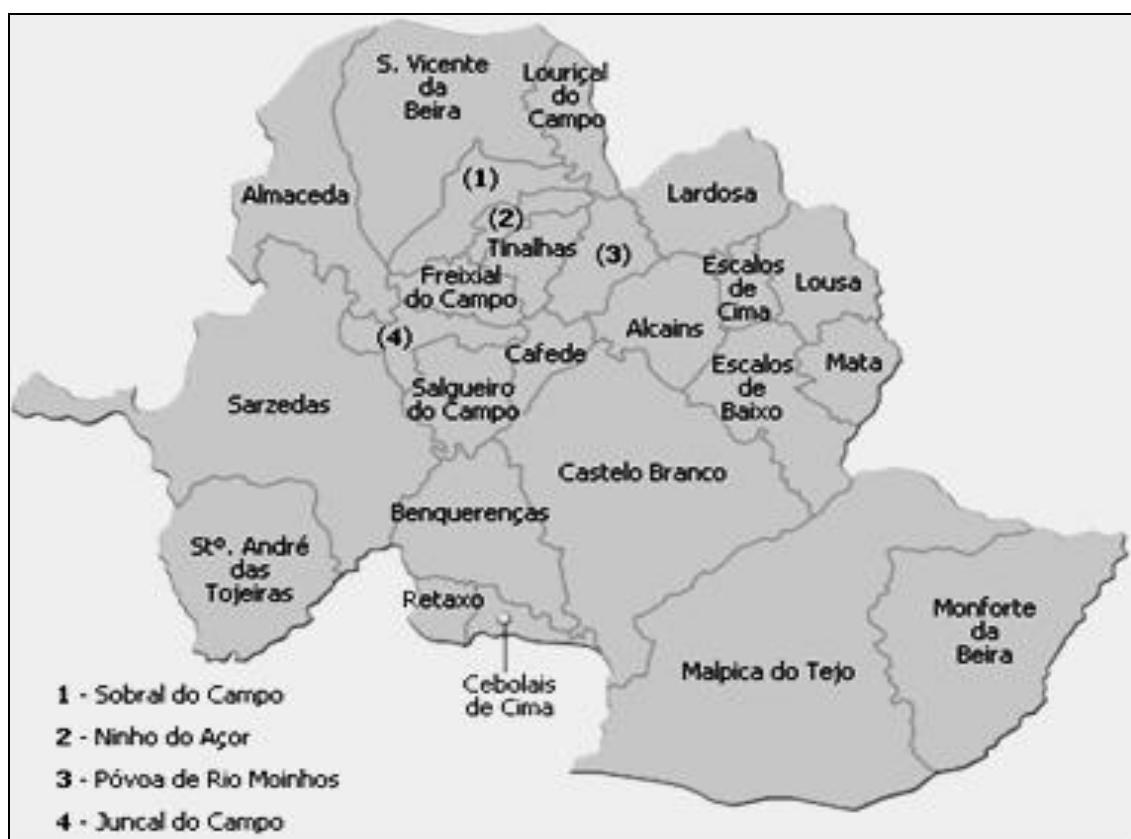 S. Vicente
da
Beira
Louriçal
do
Campo
Almaceda
(1)
Lardosa
(2)
Tinalhas
(3)
Freixial
do Campo
Escalos
de
Cima
Lousa
(4)
Cafede
Alcains
Salgueiro
do Campo
Escalos
de
Baixo
Mata
Sarzedas
Castelo Branco
Benquerenças
Stº. André
das
Tojeiras
Retaxo
Cebolais
de Cima
Malpica do Tejo
Monforte
da
Beira
1 - Sobral do Campo
2 - Ninho do Açor
3 - Póvoa de Rio Moinhos
4 - Juncal do Campo